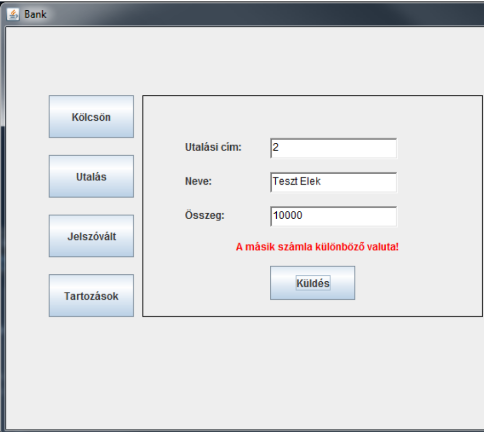 Bank
Kölcsön
Utalás
Jelszóvált
Tartozások
Utalási cím: 2
Neve: Teszt Elek
Összeg: 10000
A másik számla különböző valuta!
Küldés